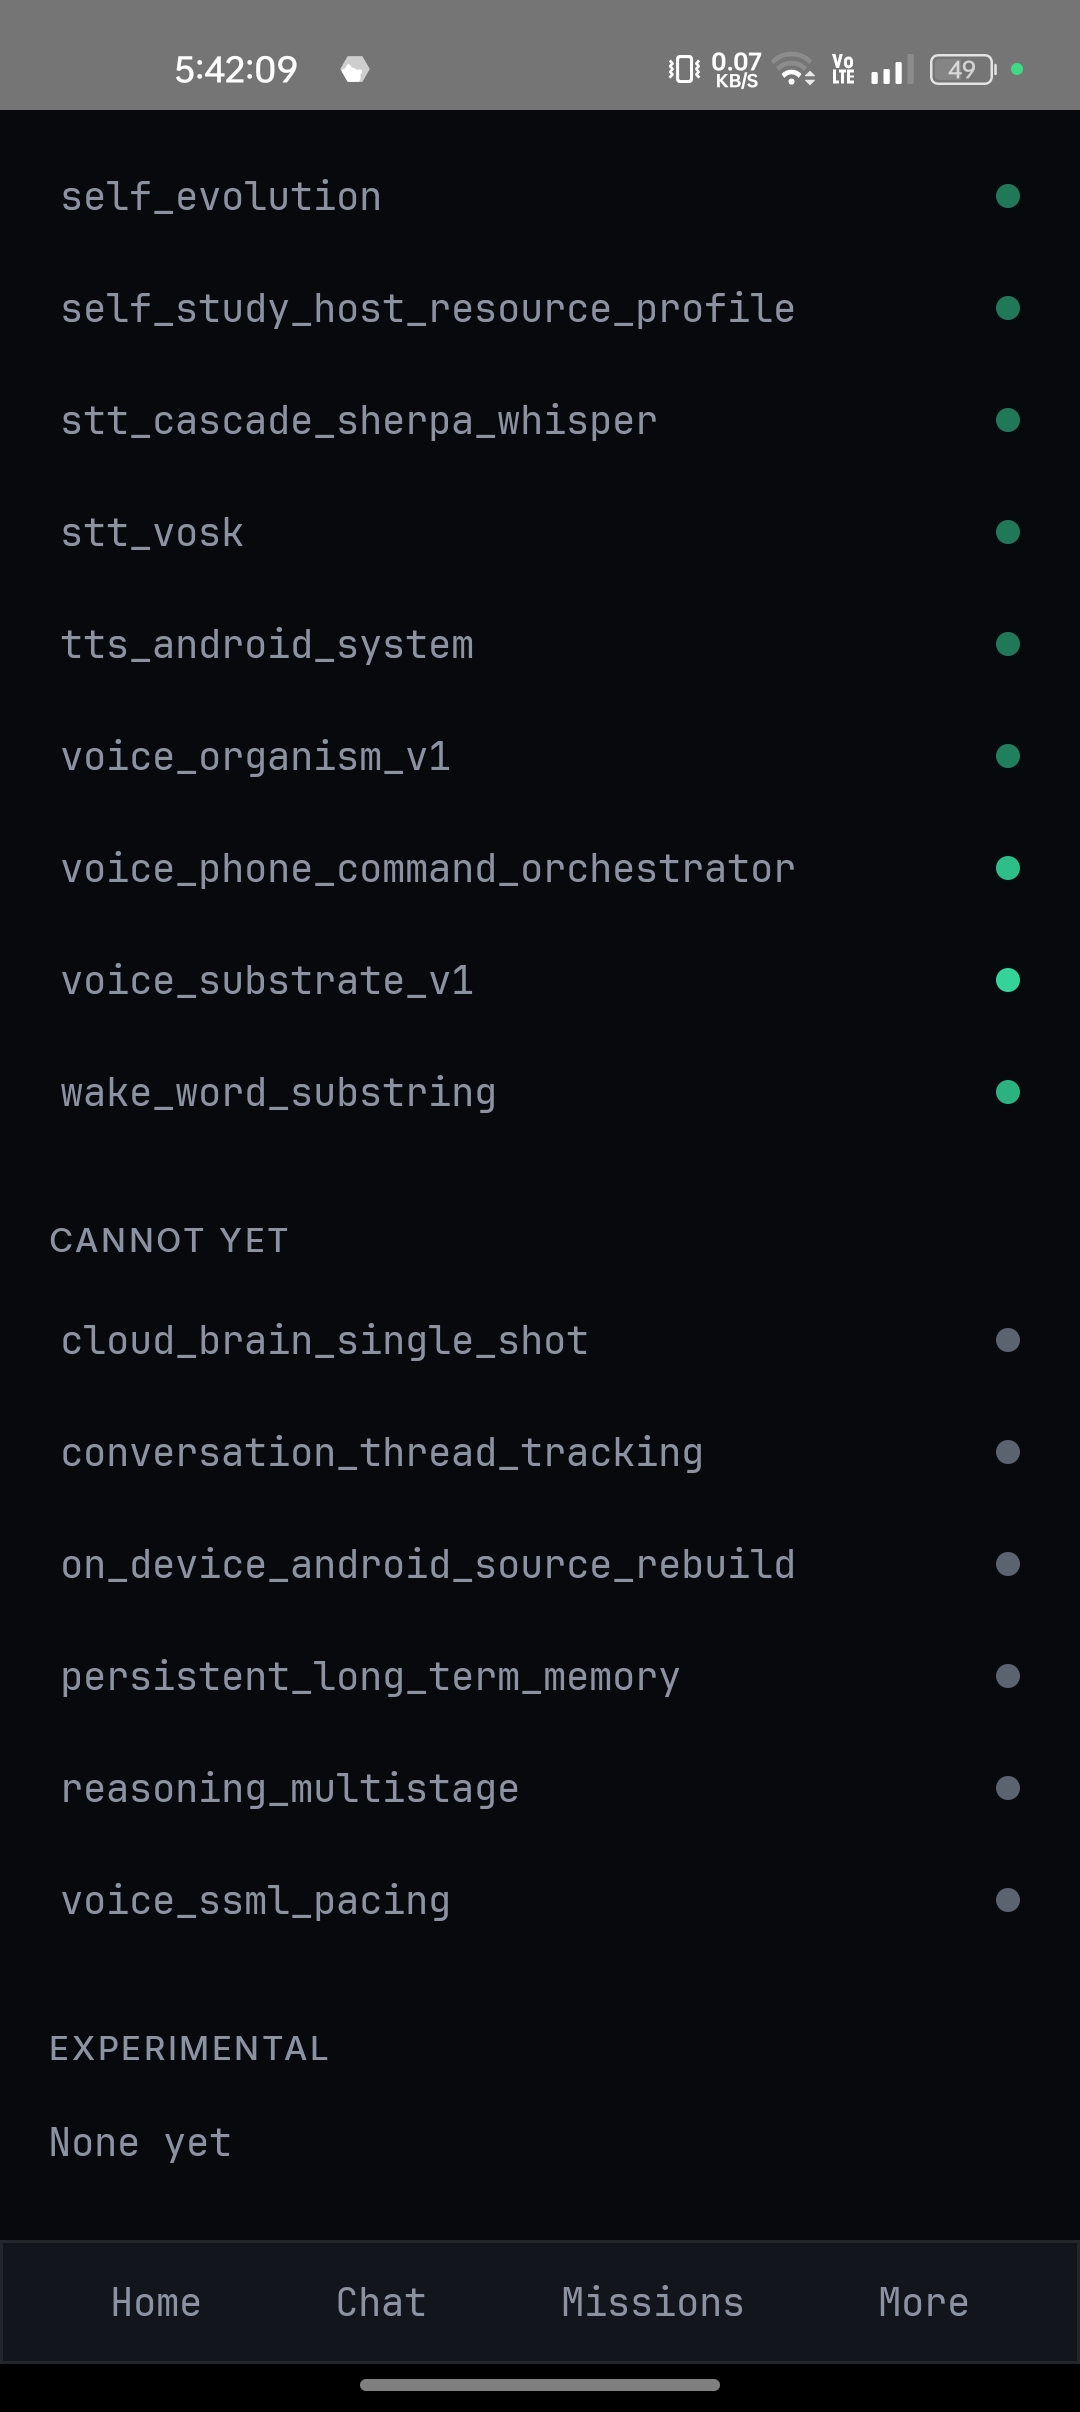 5:42:09
0.07
KB/S
Vo
LTE
49
self_evolution
self_study_host_resource_profile
stt_cascade_sherpa_whisper
stt_vosk
tts_android_system
voice_organism_v1
voice_phone_command_orchestrator
voice_substrate_v1
wake_word_substring
CANNOT YET
cloud_brain_single_shot
conversation_thread_tracking
on_device_android_source_rebuild
persistent_long_term_memory
reasoning_multistage
voice_ssml_pacing
EXPERIMENTAL
None yet
Home Chat Missions More